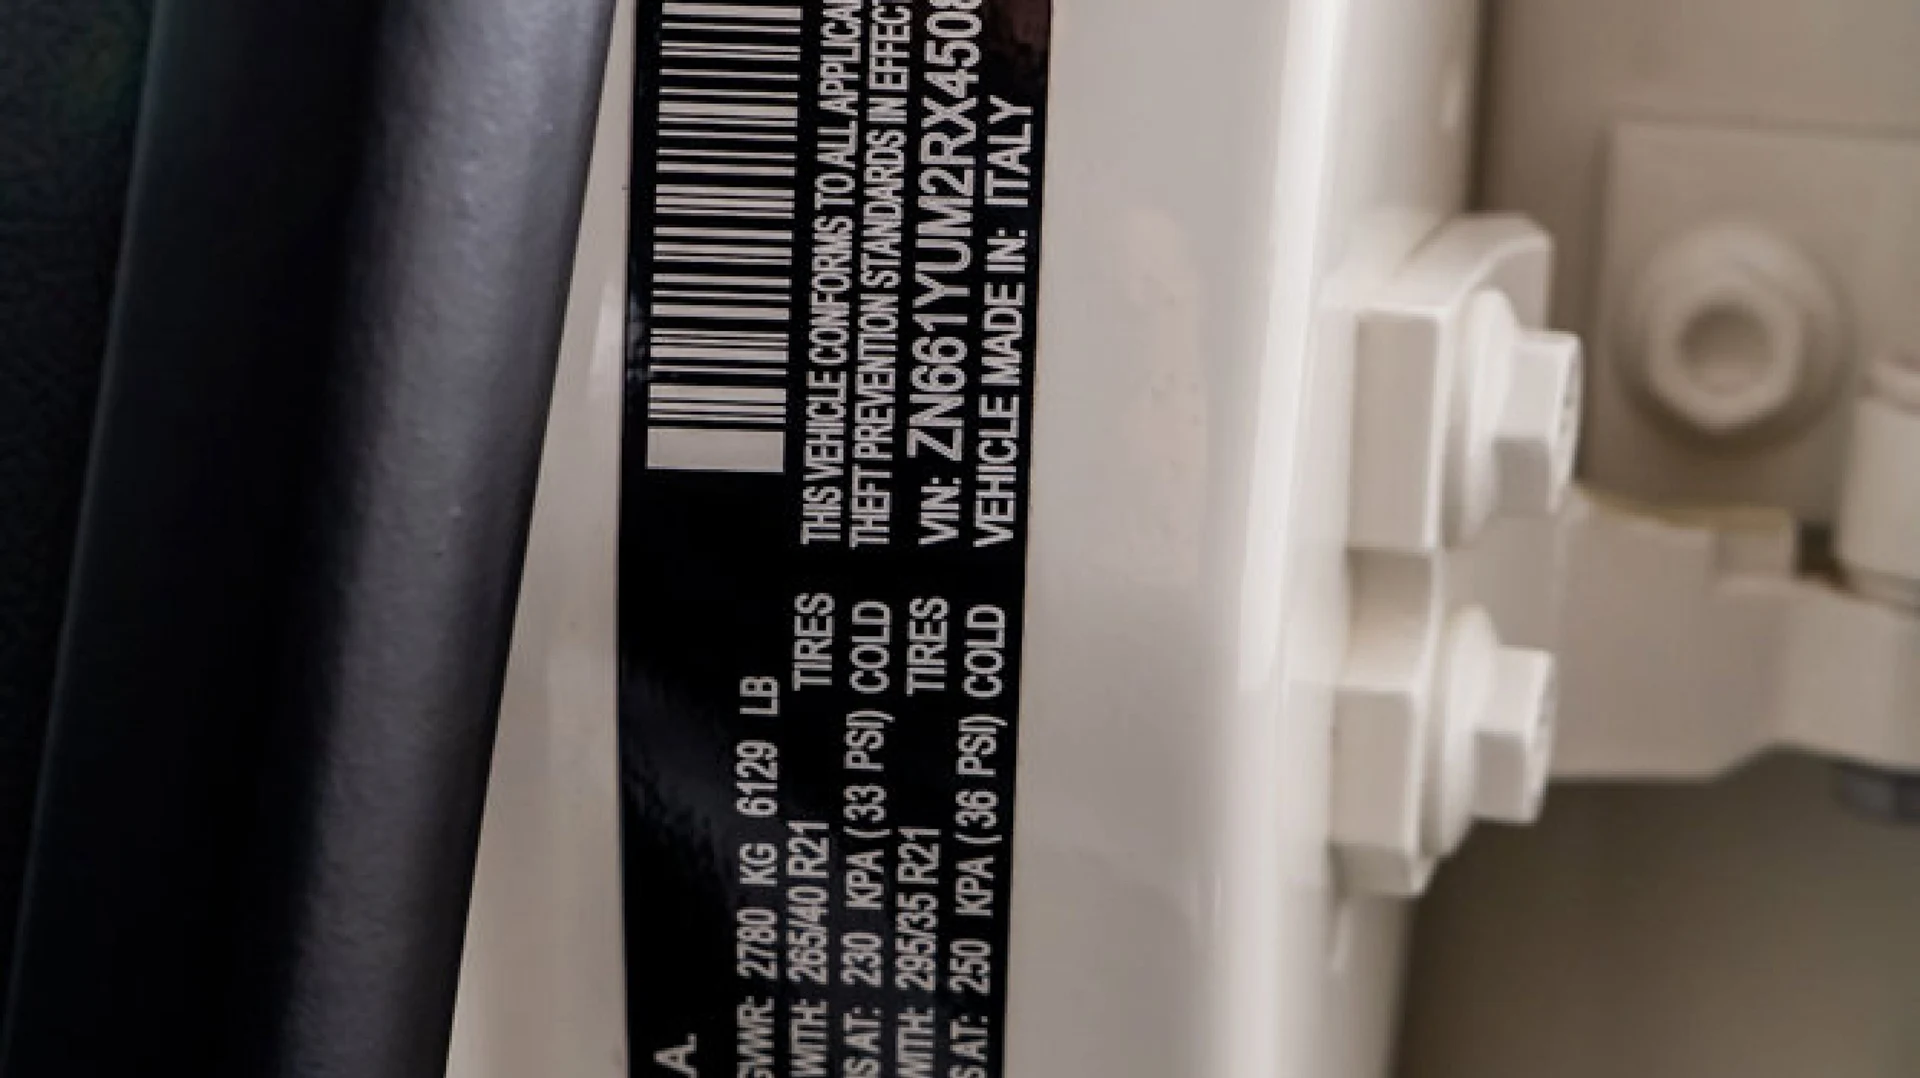 A.
GVWR: 2780 KG 6129 LB
WITH: 265/40 R21 TIRES
S AT: 230 KPA (33 PSI) COLD
WITH: 295/35 R21 TIRES
S AT: 250 KPA (36 PSI) COLD
THIS VEHICLE CONFORMS TO ALL APPLICA
THEFT PREVENTION STANDARDS IN EFFECT
VIN: ZN661YUM2RX4508
VEHICLE MADE IN: ITALY